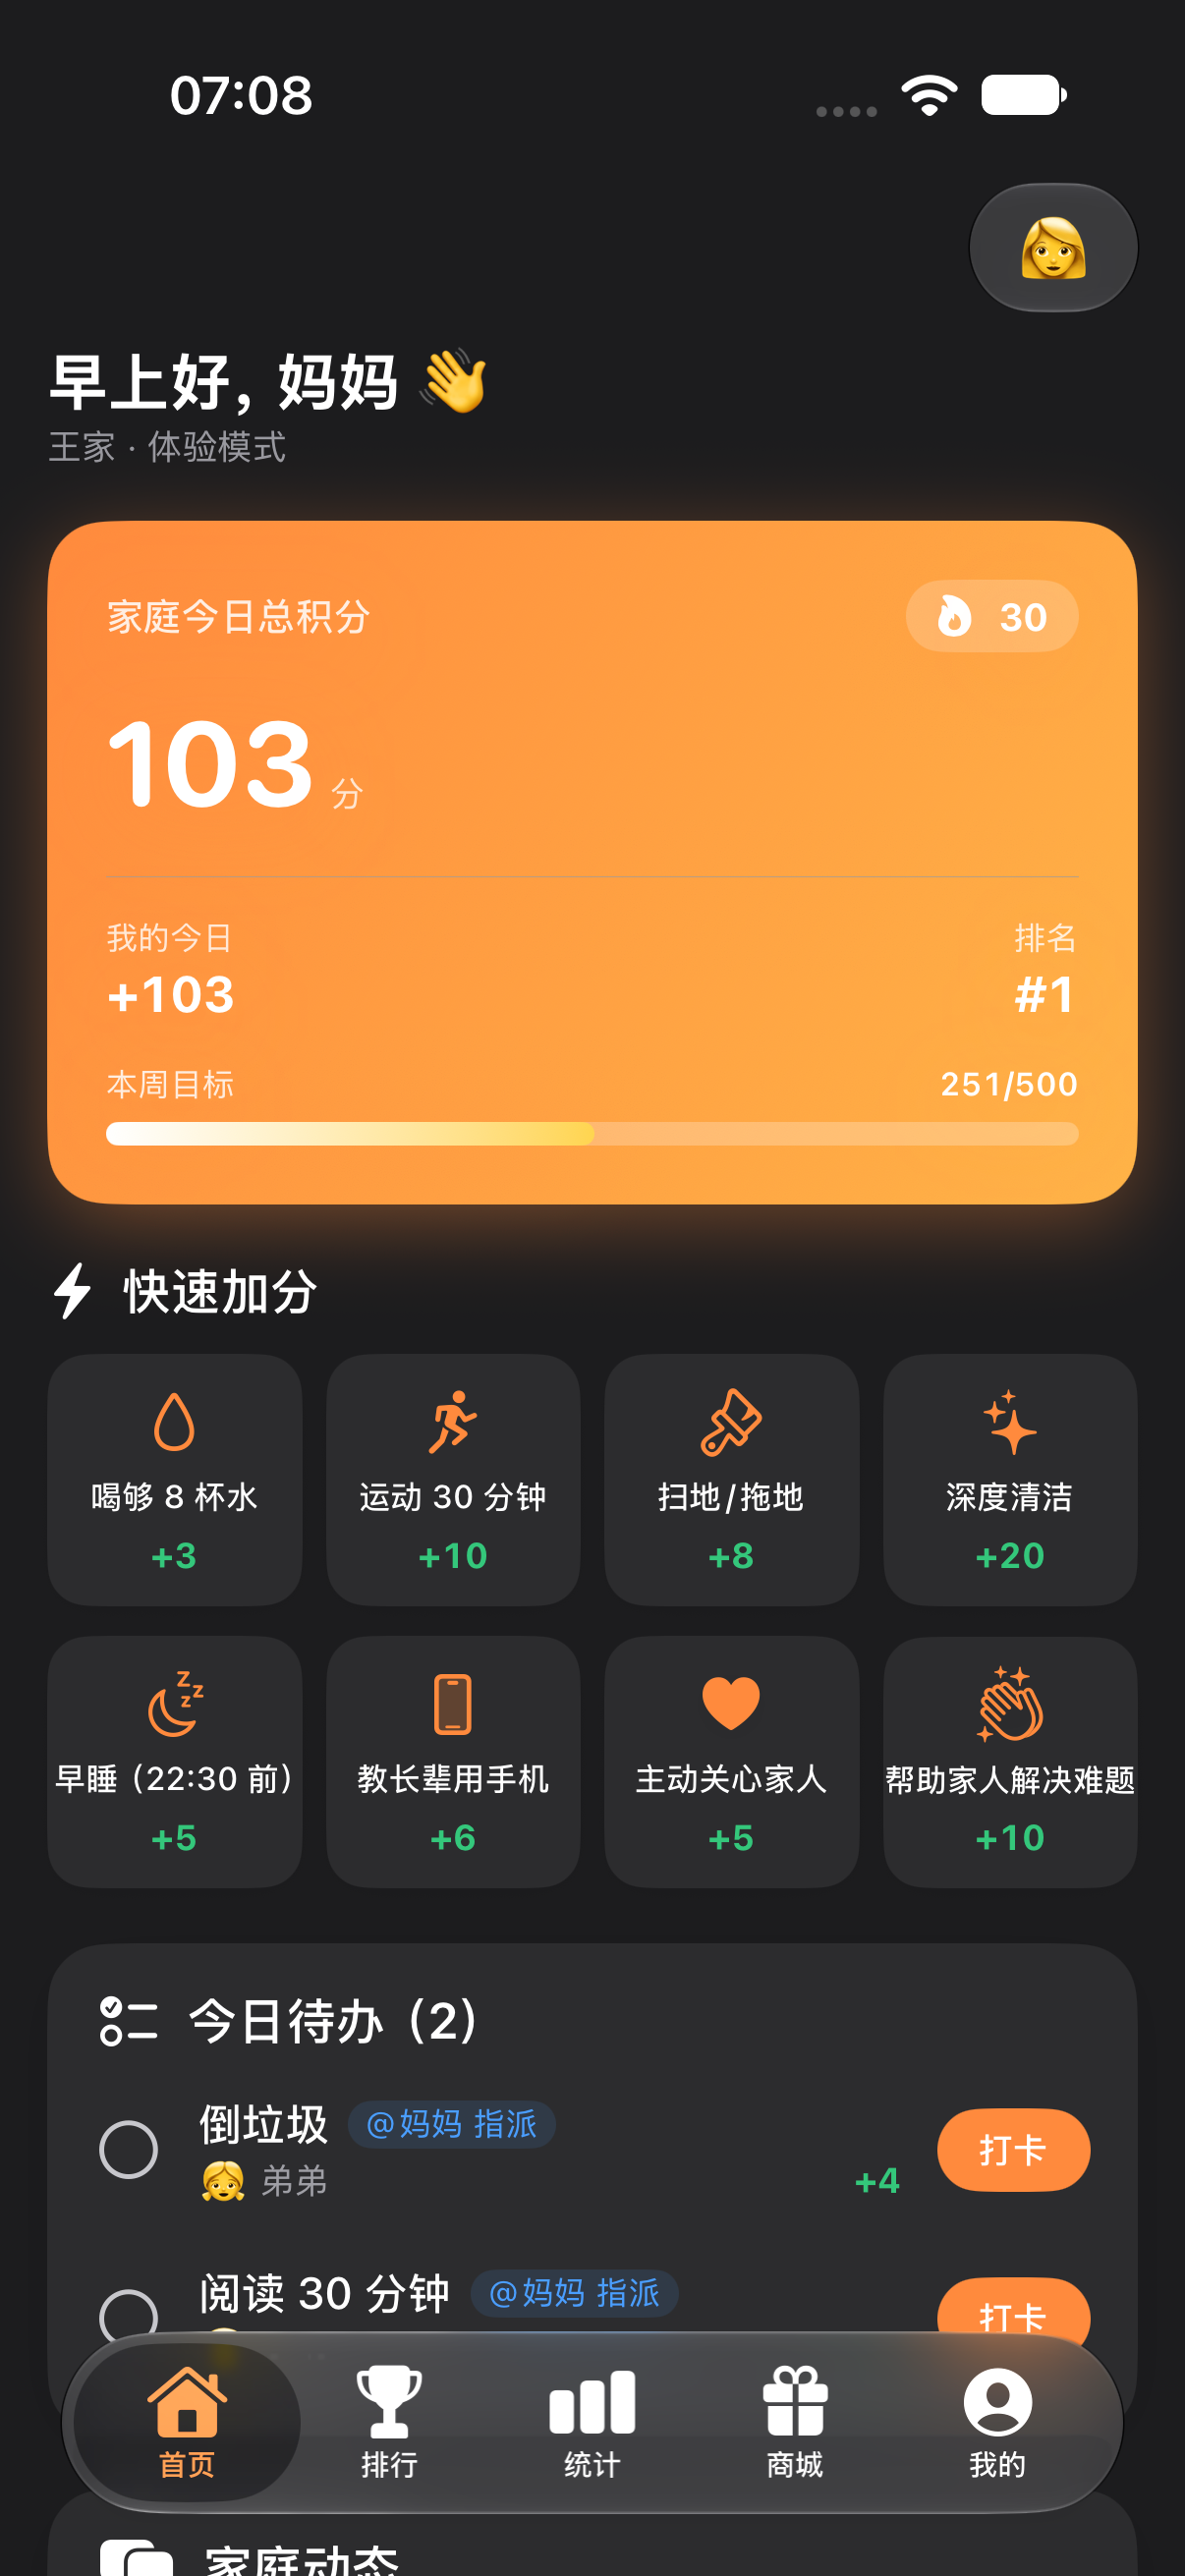 07:08
早上好，妈妈 👋
王家 · 体验模式
家庭今日总积分
30
103 分
我的今日
排名
+103
#1
本周目标
251/500
快速加分
喝够 8 杯水
+3
运动 30 分钟
+10
扫地/拖地
+8
深度清洁
+20
早睡（22:30 前）
+5
教长辈用手机
+6
主动关心家人
+5
帮助家人解决难题
+10
今日待办（2）
倒垃圾 @妈妈 指派
弟弟
+4
打卡
阅读 30 分钟 @妈妈 指派
打卡
首页
排行
统计
商城
我的
家庭动态